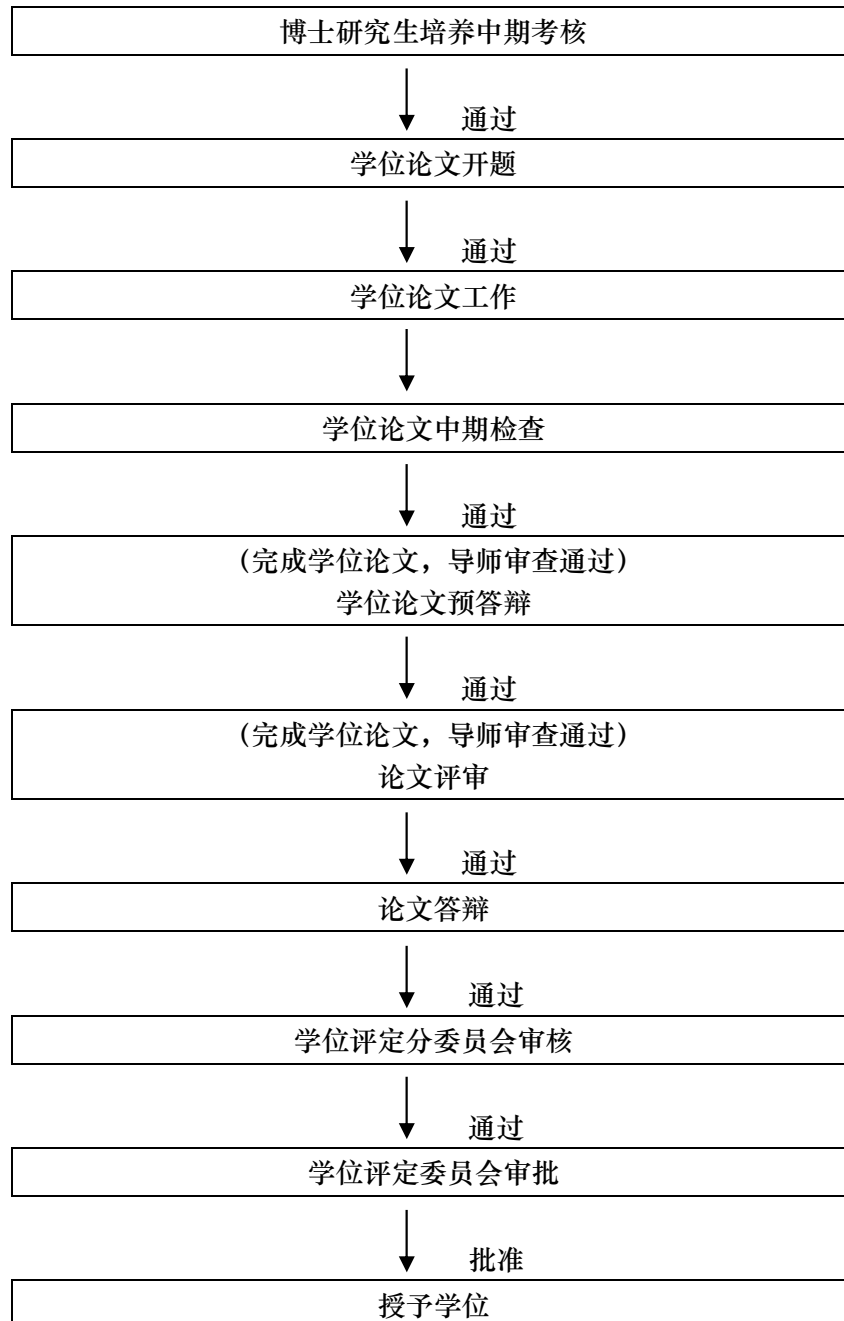 博士研究生培养中期考核
通过
学位论文开题
通过
学位论文工作
学位论文中期检查
通过
(完成学位论文，导师审查通过)
学位论文预答辩
通过
(完成学位论文，导师审查通过)
论文评审
通过
论文答辩
通过
学位评定分委员会审核
通过
学位评定委员会审批
批准
授予学位